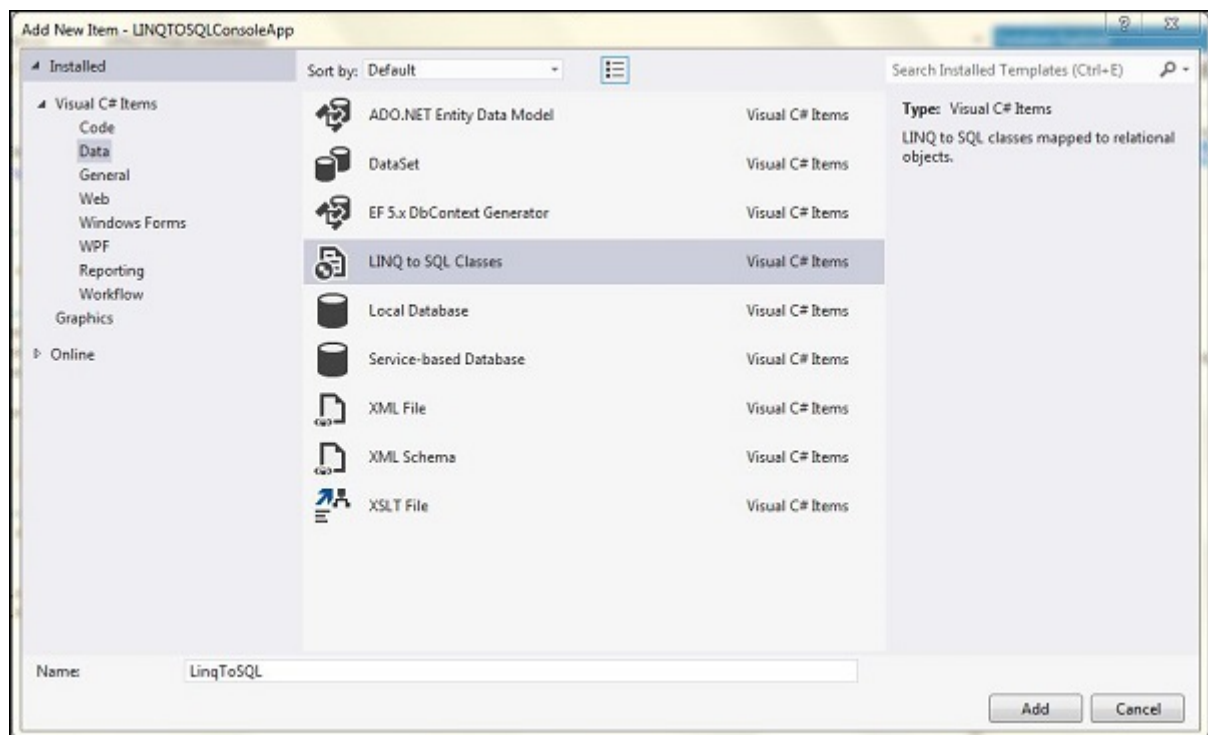 Add New Item - LINQTOSQLConsoleApp
Installed
Sort by: Default
Search Installed Templates (Ctrl+E)
Visual C# Items
Code
Data
General
Web
Windows Forms
WPF
Reporting
Workflow
Graphics
Online
ADO.NET Entity Data Model Visual C# Items
DataSet Visual C# Items
EF 5.x DbContext Generator Visual C# Items
LINQ to SQL Classes Visual C# Items
Local Database Visual C# Items
Service-based Database Visual C# Items
XML File Visual C# Items
XML Schema Visual C# Items
XSLT File Visual C# Items
Type: Visual C# Items
LINQ to SQL classes mapped to relational
objects.
Name: LinqToSQL
Add Cancel